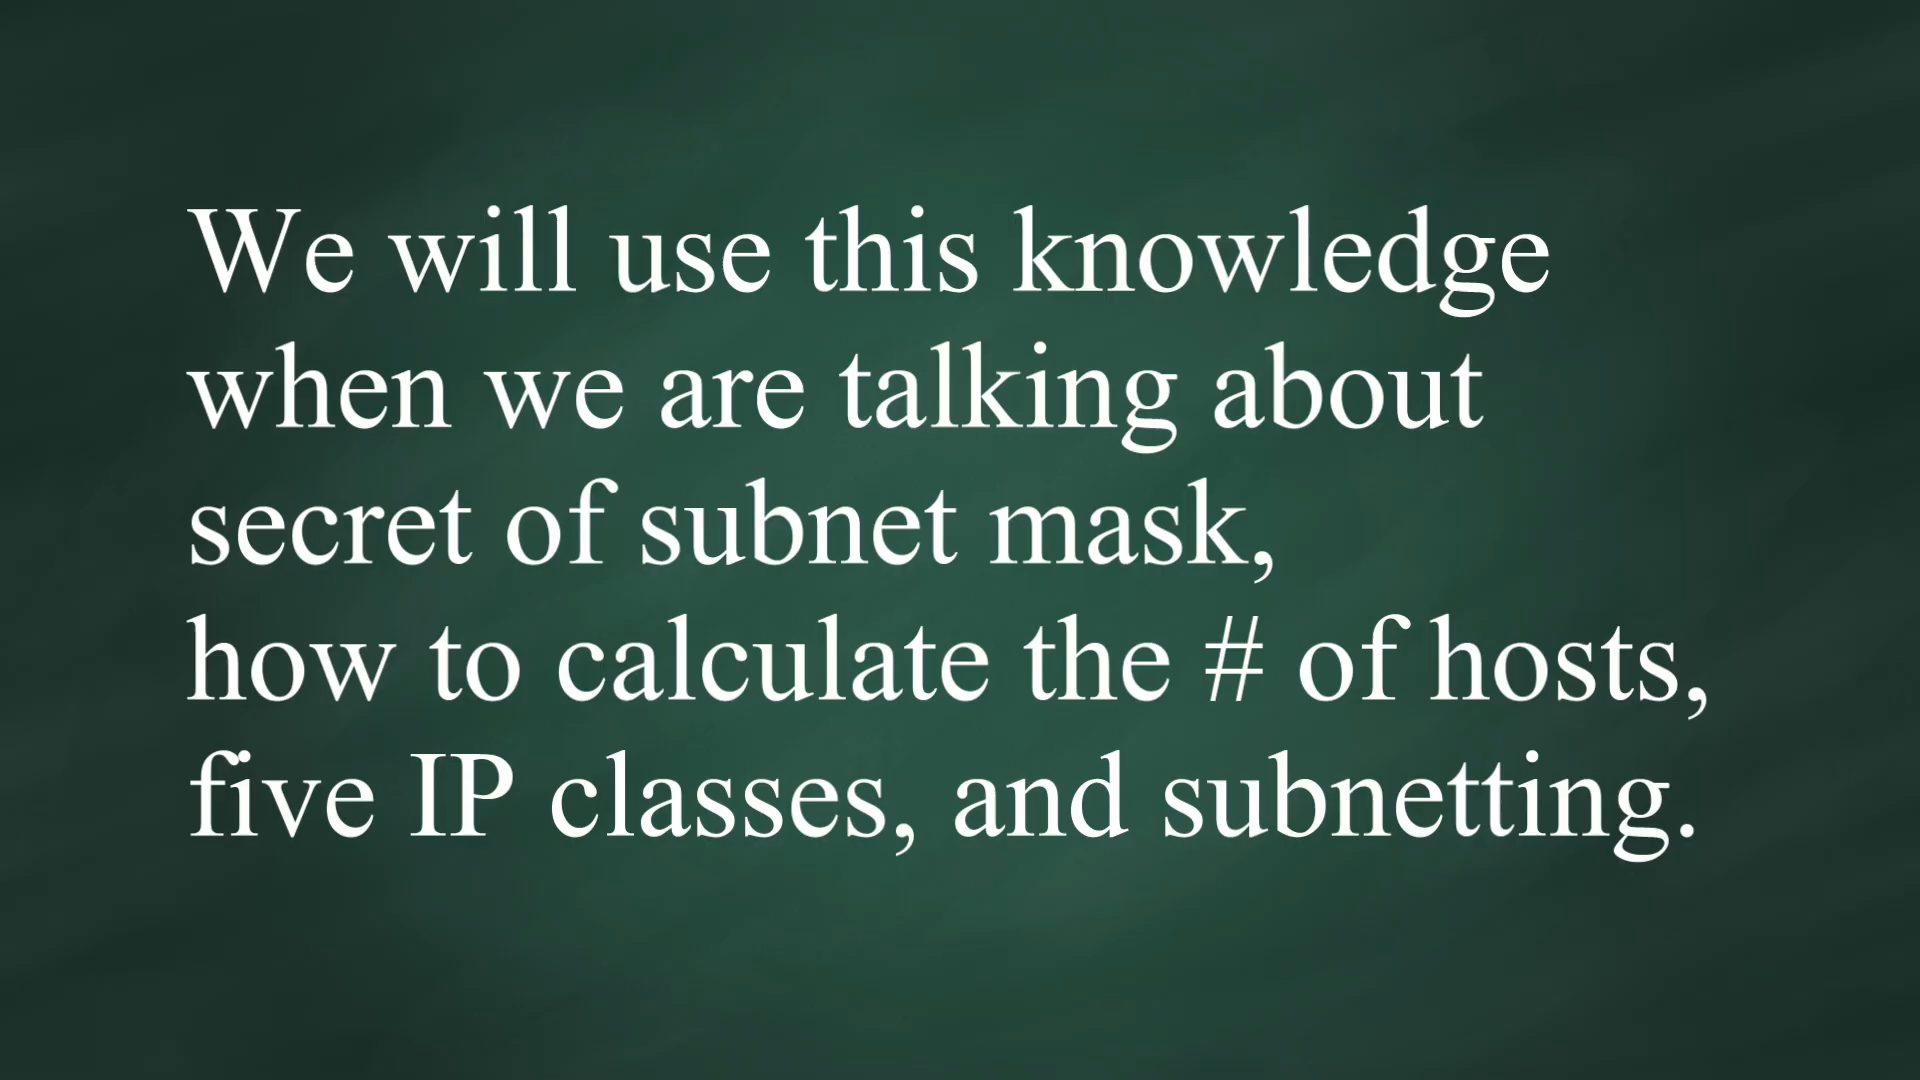 We will use this knowledge
when we are talking about
secret of subnet mask,
how to calculate the # of hosts,
five IP classes, and subnetting.